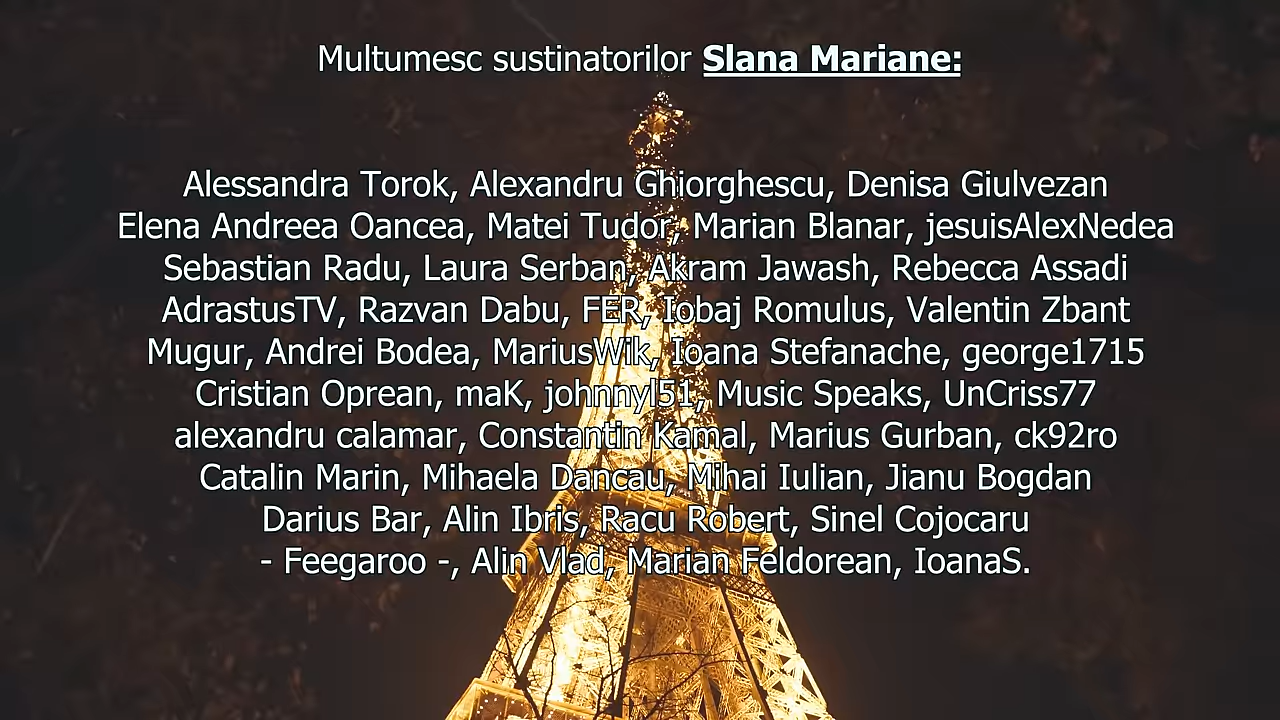 Multumesc sustinatorilor Slana Mariane:
Alessandra Torok, Alexandru Ghiorghescu, Denisa Giulvezan
Elena Andreea Oancea, Matei Tudor, Marian Blanar, jesuisAlexNedea
Sebastian Radu, Laura Serban, Akram Jawash, Rebecca Assadi
AdrastusTV, Razvan Dabu, FER, Iobaj Romulus, Valentin Zbant
Mugur, Andrei Bodea, MariusWik, Ioana Stefanache, george1715
Cristian Oprean, maK, johnnyl51, Music Speaks, UnCriss77
alexandru calamar, Constantin Kamal, Marius Gurban, ck92ro
Catalin Marin, Mihaela Dancau, Mihai Iulian, Jianu Bogdan
Darius Bar, Alin Ibris, Racu Robert, Sinel Cojocaru
- Feegaroo -, Alin Vlad, Marian Feldorean, IoanaS.